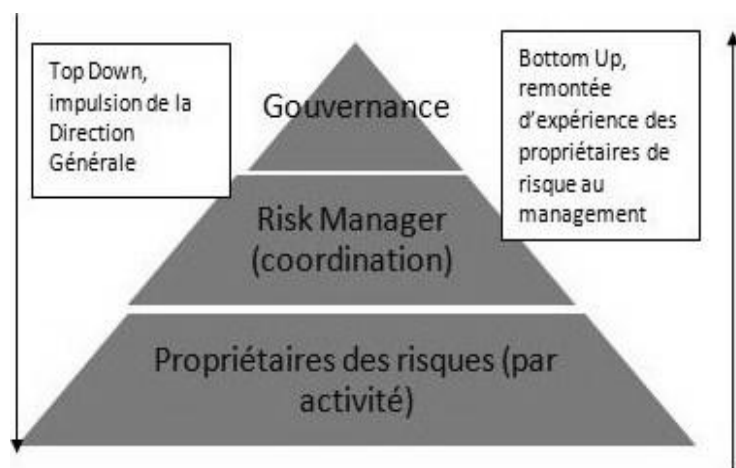 Top Down,
impulsion de la
Direction
Générale
Gouvernance
Bottom Up,
remontée
d'expérience des
propriétaires de
risque au
management
Risk Manager
(coordination)
Propriétaires des risques (par
activité)